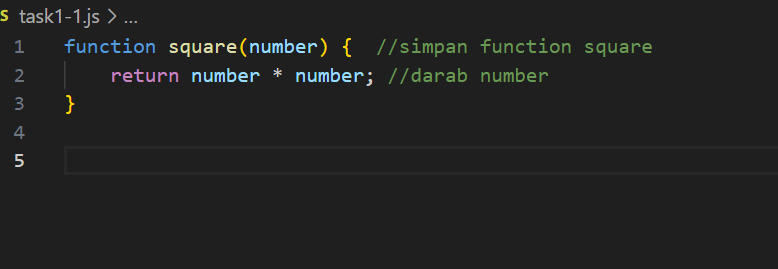 S task1-1.js > ...
1 function square(number) {  //simpan function square
2     return number * number; //darab number
3 }
4
5